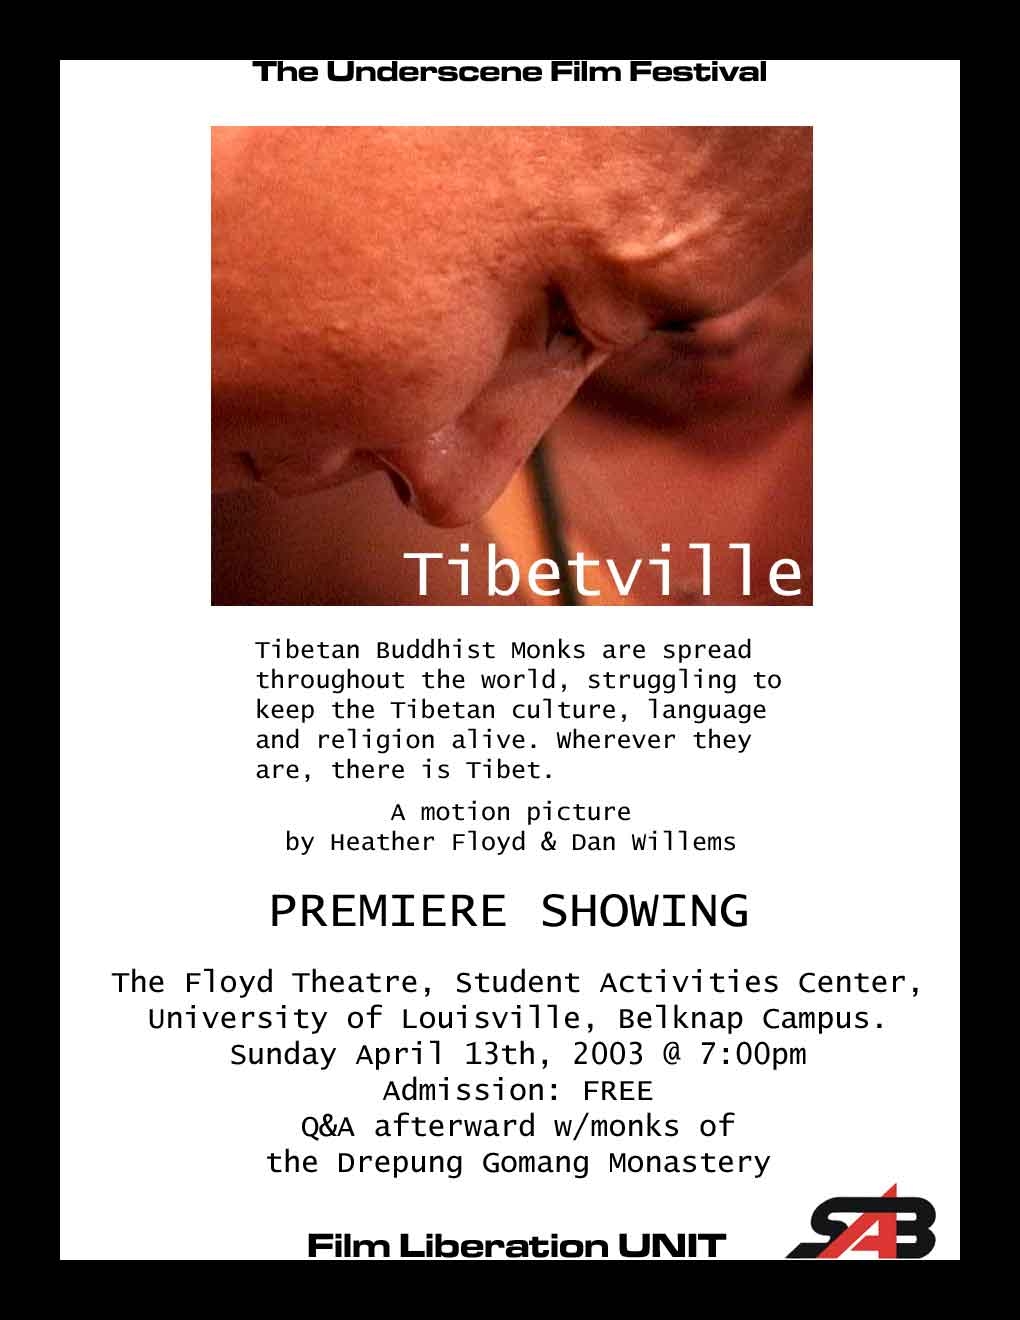 The Underscene Film Festival
Tibetville
Tibetan Buddhist Monks are spread
throughout the world, struggling to
keep the Tibetan culture, language
and religion alive. Wherever they
are, there is Tibet.
A motion picture
by Heather Floyd & Dan Willems
PREMIERE SHOWING
The Floyd Theatre, Student Activities Center,
University of Louisville, Belknap Campus.
Sunday April 13th, 2003 @ 7:00pm
Admission: FREE
Q&A afterward w/monks of
the Drepung Gomang Monastery
SAB
Film Liberation UNIT